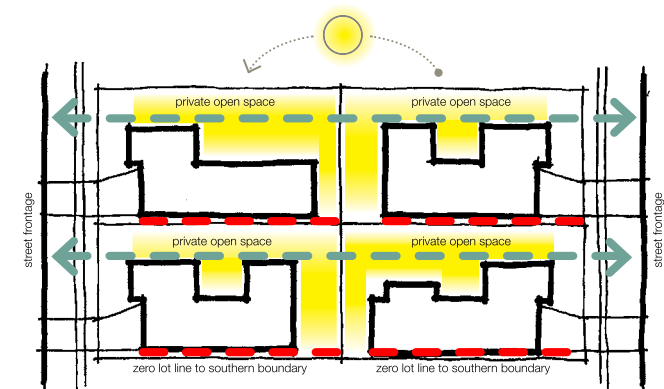 private open space
private open space
street frontage
street frontage
private open space
private open space
zero lot line to southern boundary
zero lot line to southern boundary